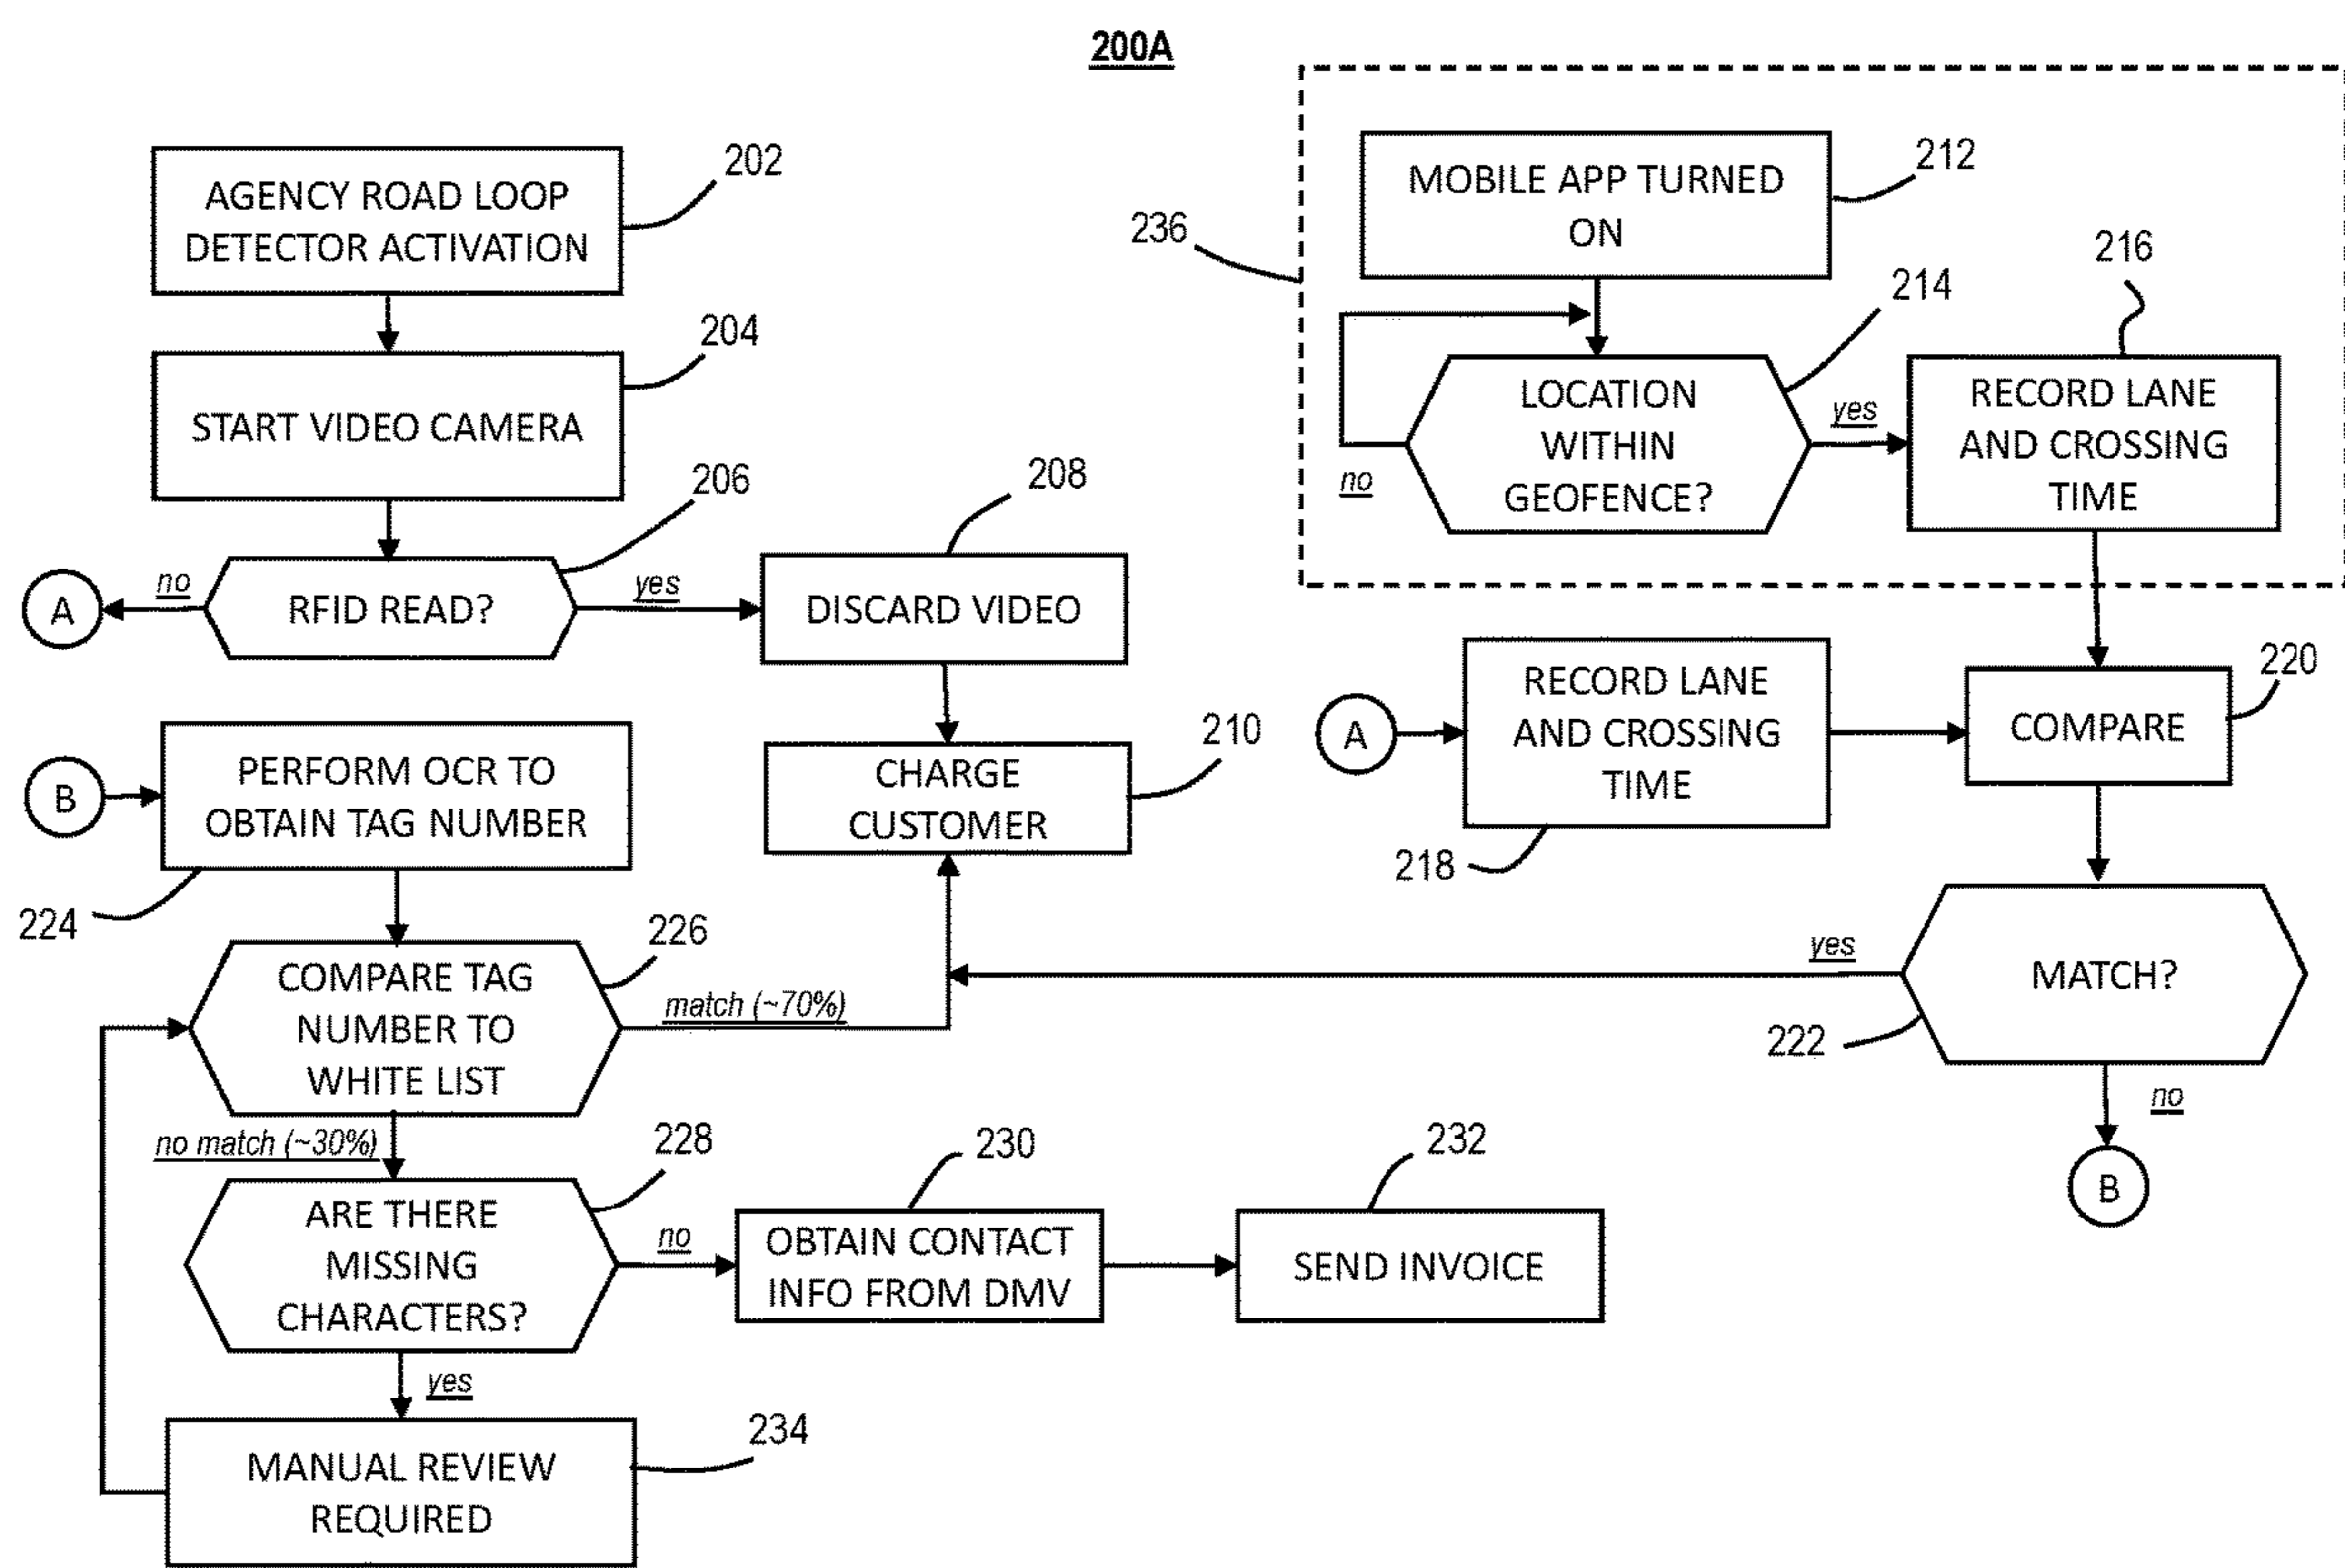 200A
AGENCY ROAD LOOP
DETECTOR ACTIVATION
202
START VIDEO CAMERA
204
RFID READ?
206
no
yes
A
DISCARD VIDEO
208
CHARGE
CUSTOMER
210
MOBILE APP TURNED
ON
212
236
LOCATION
WITHIN
GEOFENCE?
214
no
yes
RECORD LANE
AND CROSSING
TIME
216
A
RECORD LANE
AND CROSSING
TIME
218
COMPARE
220
MATCH?
222
yes
no
B
B
PERFORM OCR TO
OBTAIN TAG NUMBER
224
COMPARE TAG
NUMBER TO
WHITE LIST
226
match (~70%)
no match (~30%)
ARE THERE
MISSING
CHARACTERS?
228
no
yes
OBTAIN CONTACT
INFO FROM DMV
230
SEND INVOICE
232
MANUAL REVIEW
REQUIRED
234